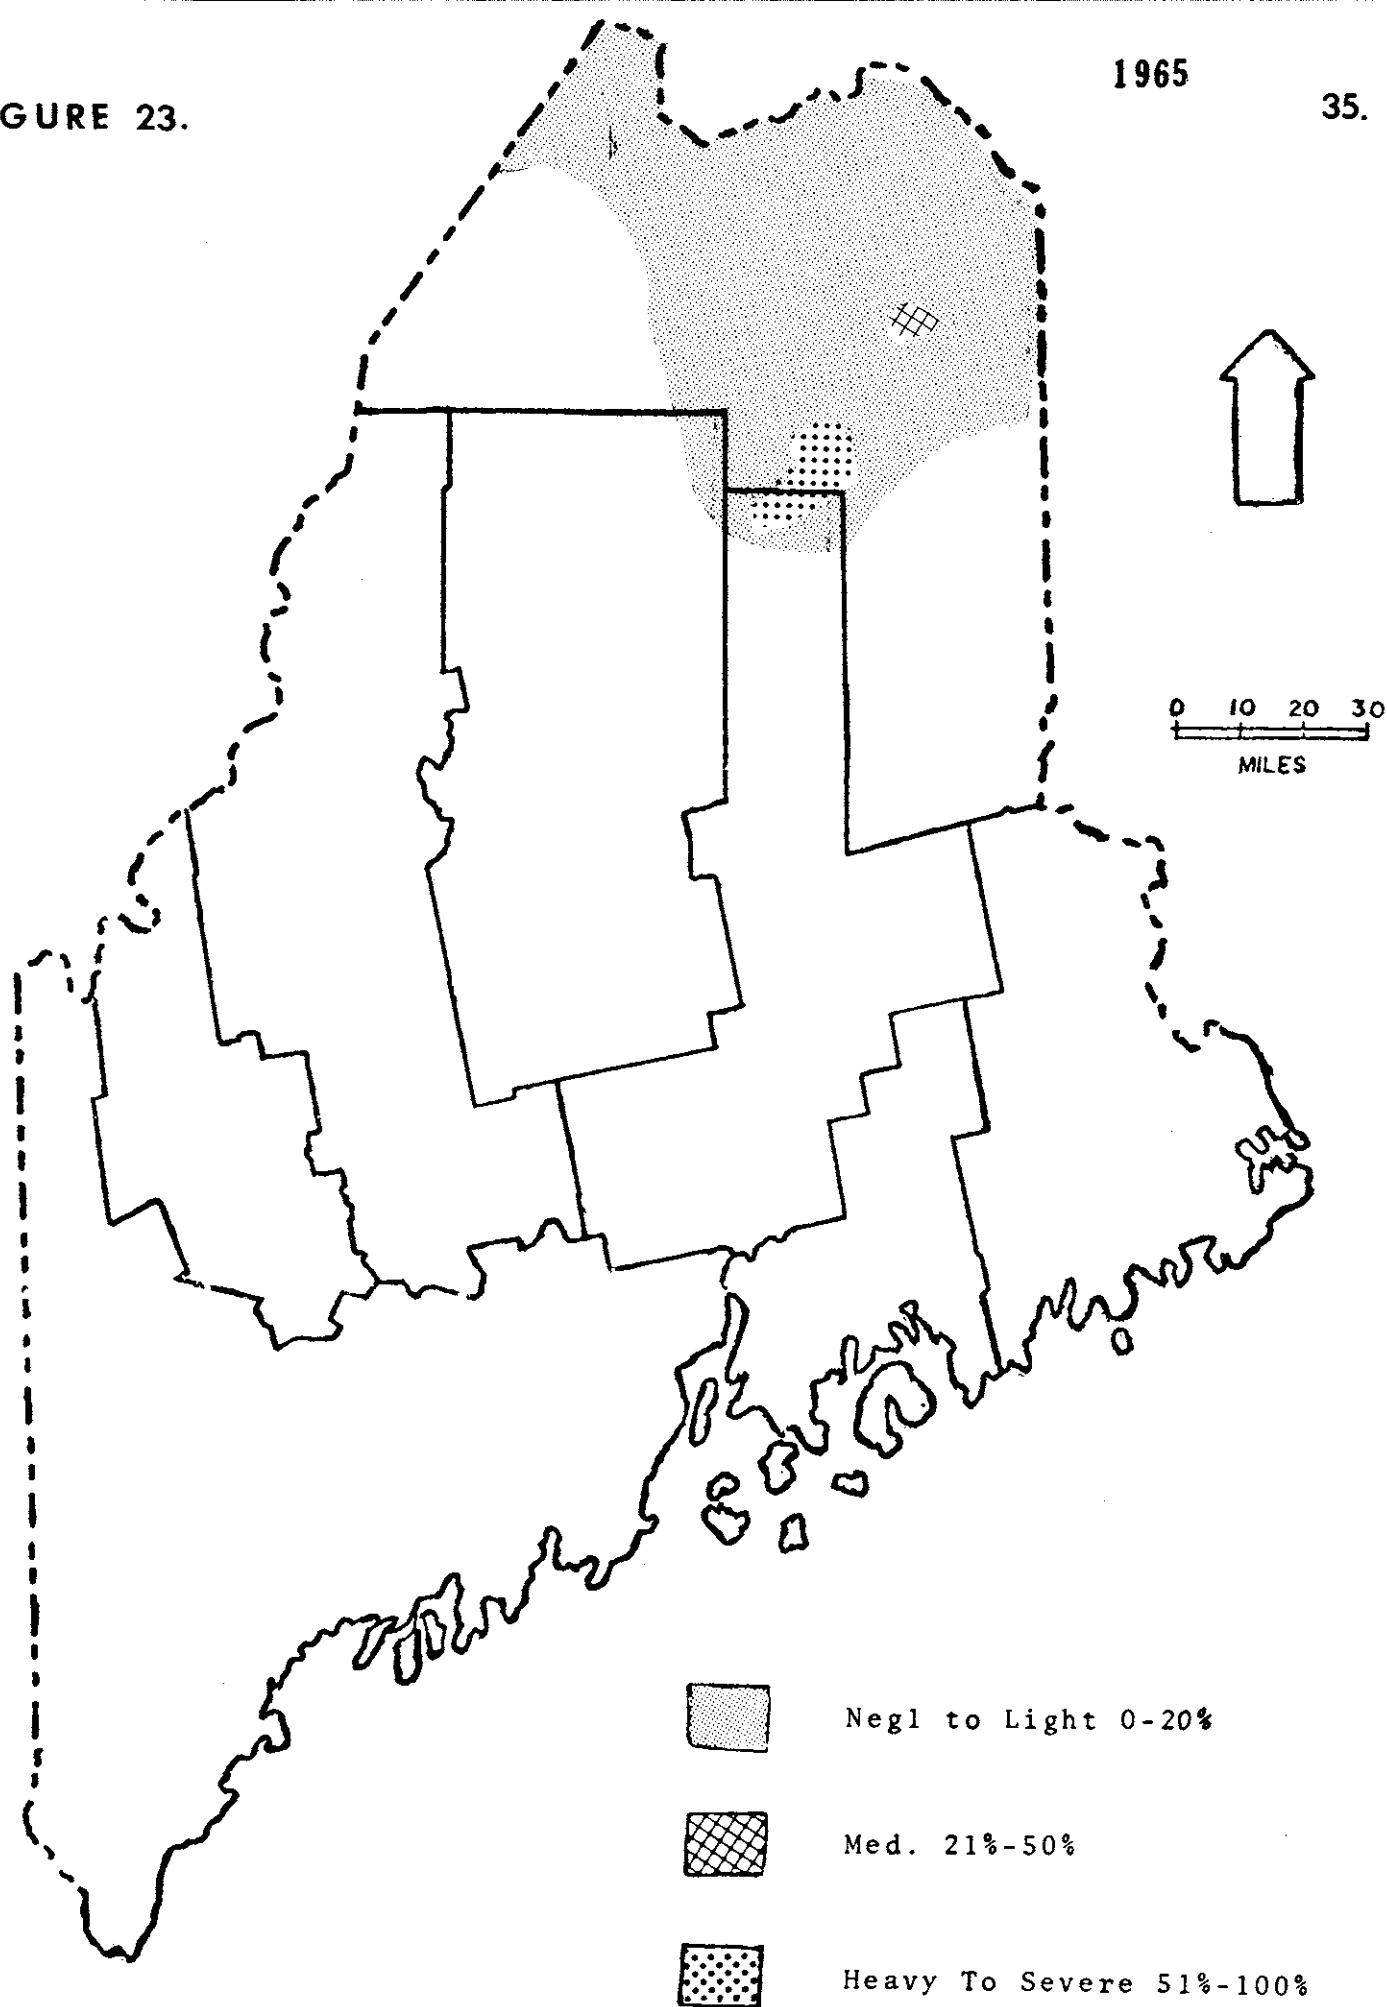 1965
GURE 23.
35.
0 10 20 30
MILES
Negl to Light 0-20%
Med. 21%-50%
Heavy To Severe 51%-100%